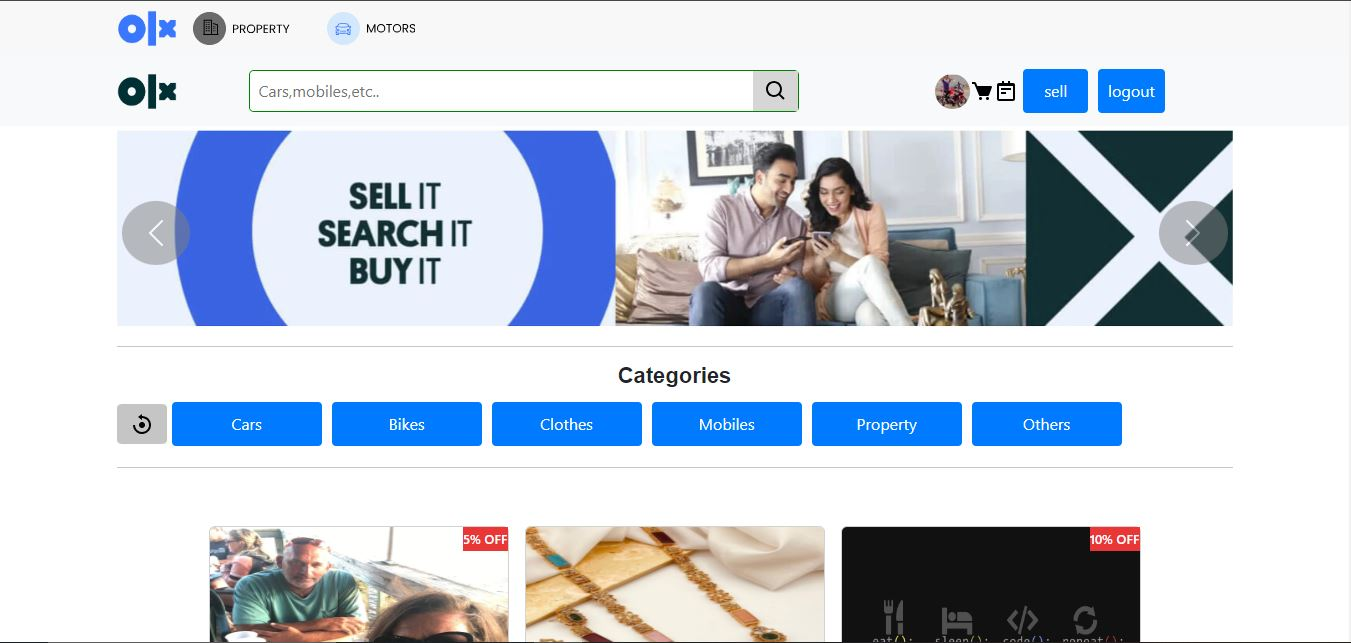 olx PROPERTY MOTORS
olx Cars,mobiles,etc.. sell logout
SELL IT
SEARCH IT
BUY IT
Categories
Cars Bikes Clothes Mobiles Property Others
5% OFF 10% OFF
eat(); sleep(); code(); repeat();